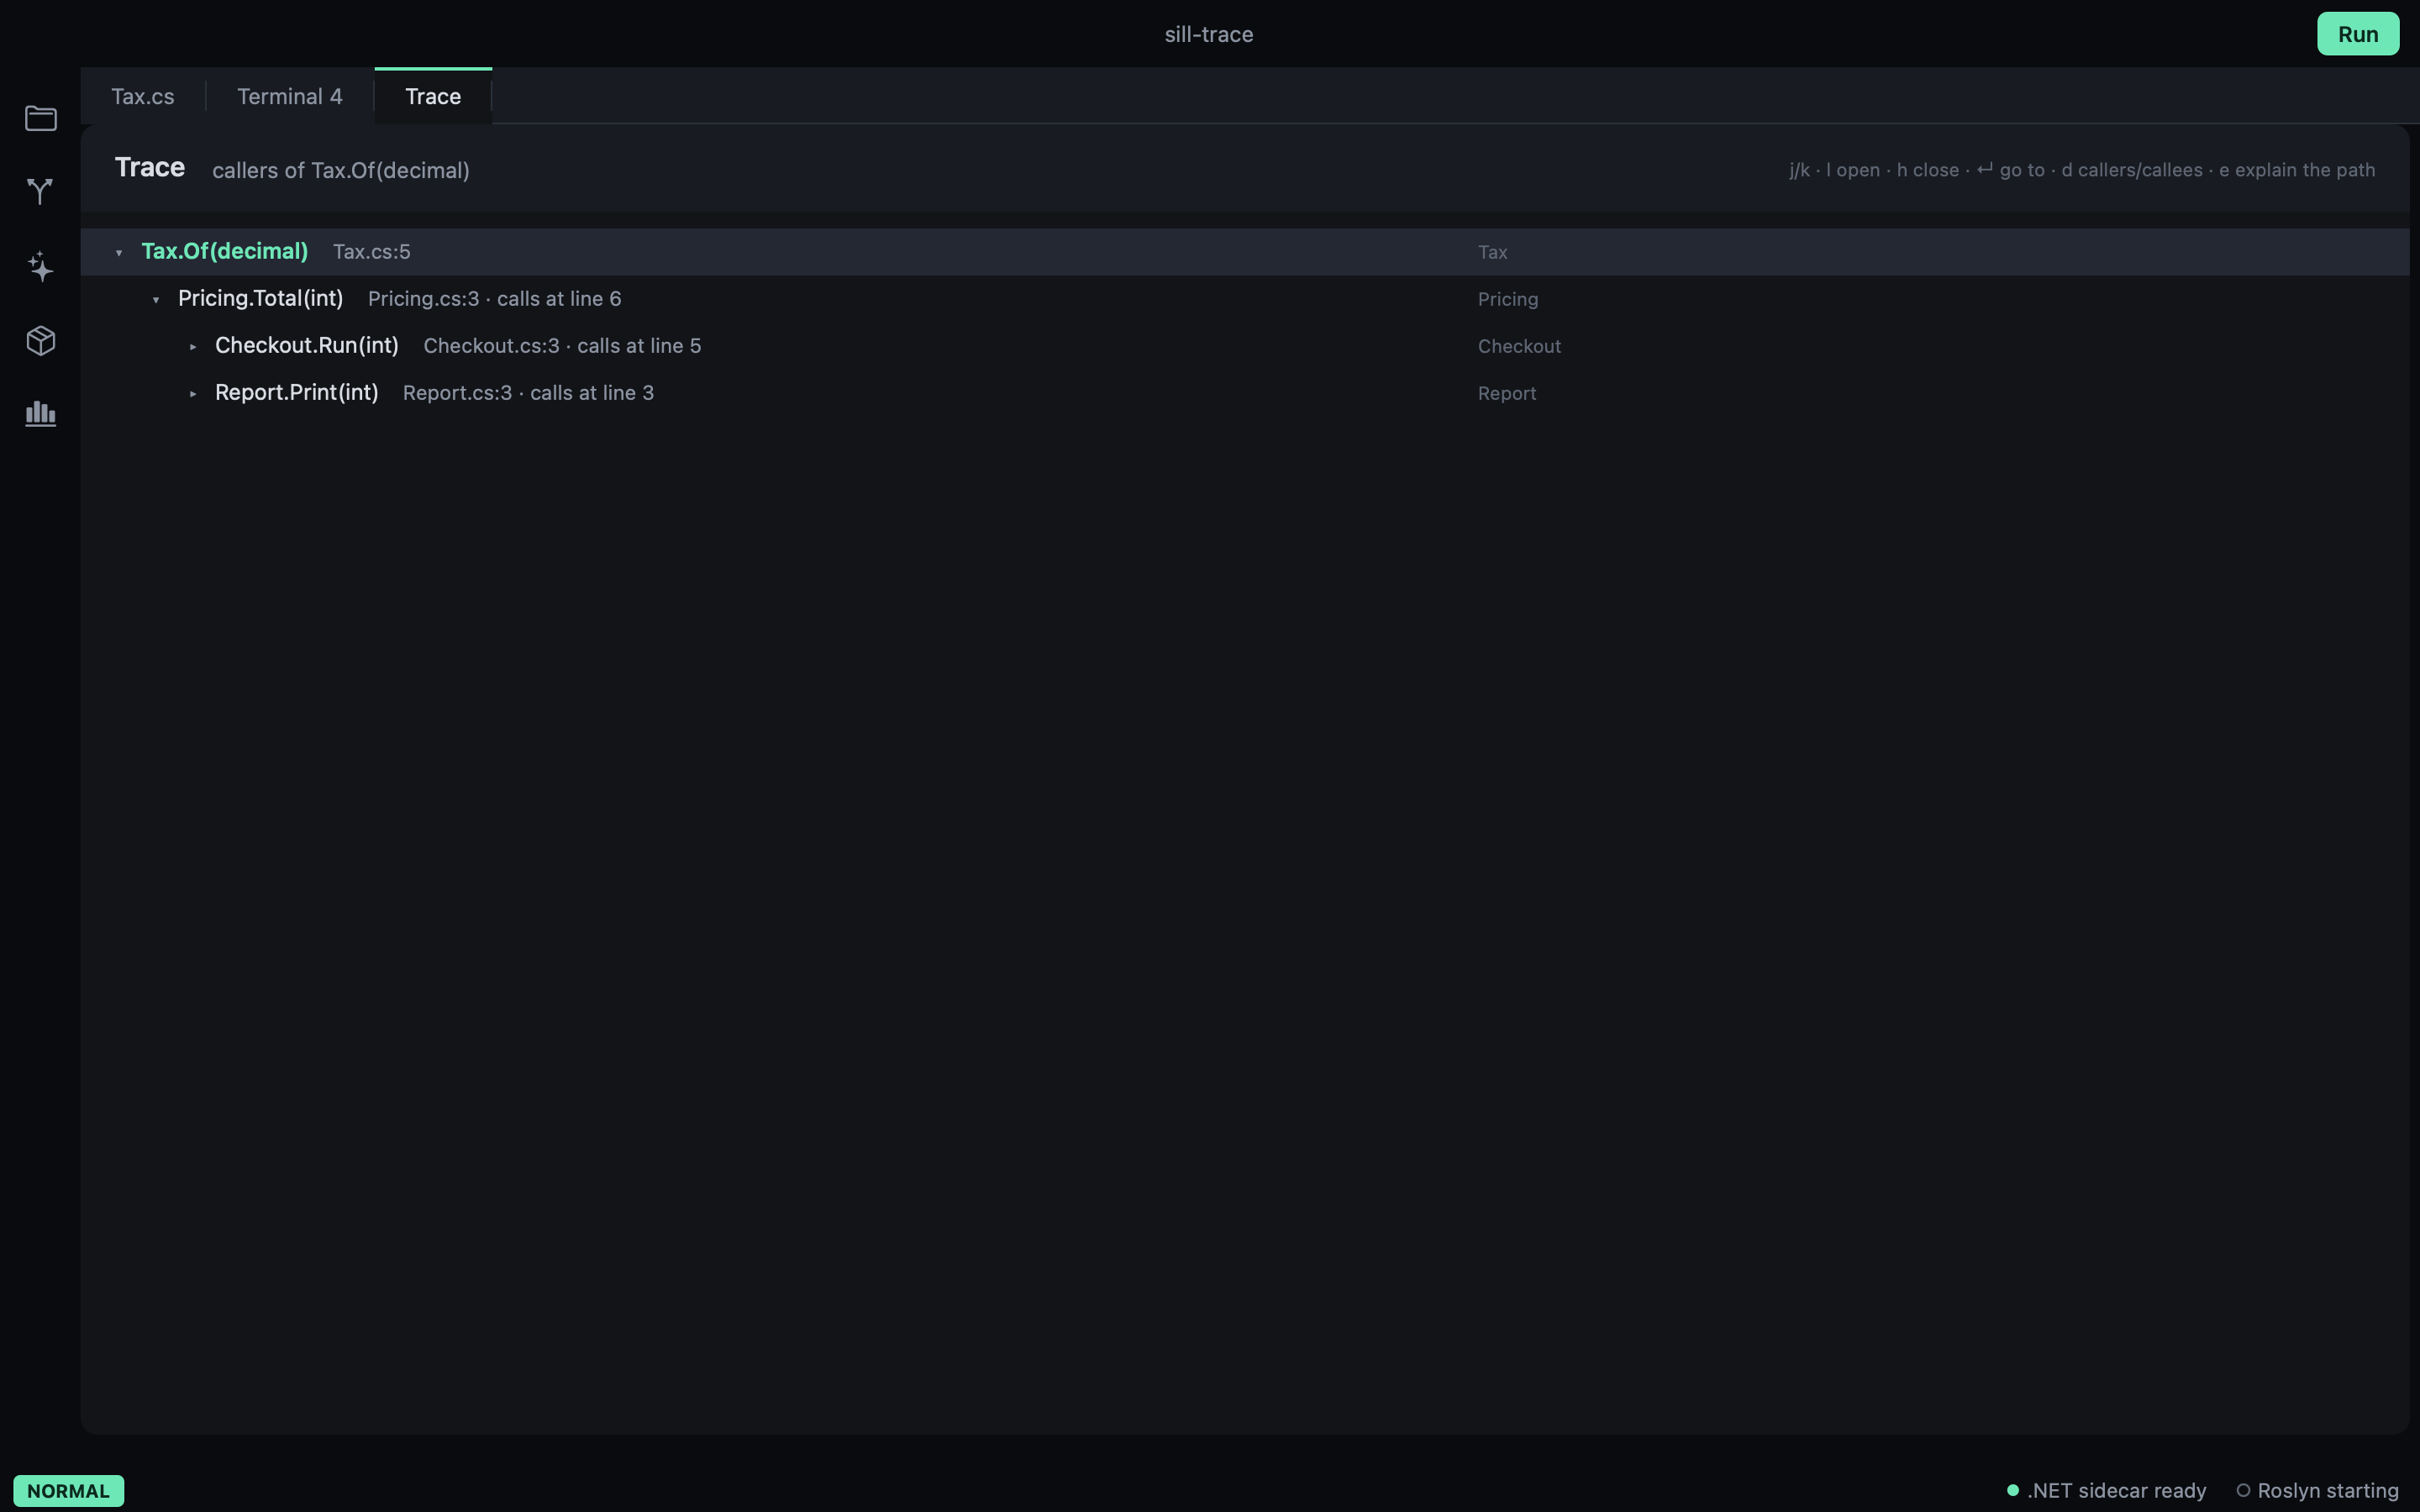 sill-trace
Run
Tax.cs
Terminal 4
Trace
Trace callers of Tax.Of(decimal)
j/k · l open · h close · ↵ go to · d callers/callees · e explain the path
Tax.Of(decimal) Tax.cs:5 Tax
Pricing.Total(int) Pricing.cs:3 · calls at line 6 Pricing
Checkout.Run(int) Checkout.cs:3 · calls at line 5 Checkout
Report.Print(int) Report.cs:3 · calls at line 3 Report
NORMAL
.NET sidecar ready
Roslyn starting